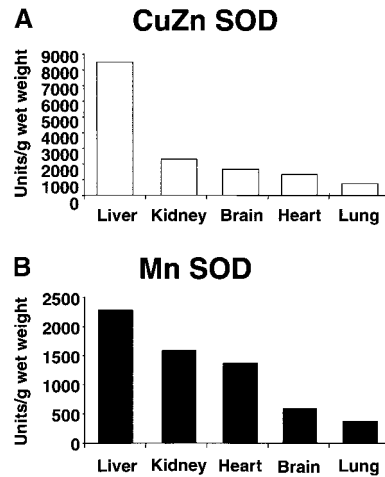 A
CuZn SOD
Units/g wet weight
9000
8000
7000
6000
5000
4000
3000
2000
1000
0
Liver Kidney Brain Heart Lung
B
Mn SOD
Units/g wet weight
2500
2000
1500
1000
500
0
Liver Kidney Heart Brain Lung